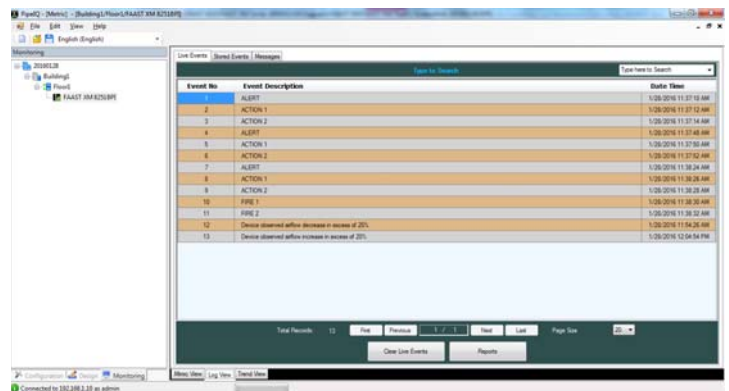 PipeIQ - [Metric] - [Building1/Floor1/FAAST XM 8251BPI]
File Edit View Help
English (English)
Monitoring
20160128
Building1
Floor1
FAAST XM 8251BPI
Live Events Stored Events Messages
Type to Search Type here to Search
Event No Event Description Date Time
1 ALERT 1/28/2016 11:37:10 AM
2 ACTION 1 1/28/2016 11:37:12 AM
3 ACTION 2 1/28/2016 11:37:14 AM
4 ALERT 1/28/2016 11:37:48 AM
5 ACTION 1 1/28/2016 11:37:50 AM
6 ACTION 2 1/28/2016 11:37:52 AM
7 ALERT 1/28/2016 11:38:24 AM
8 ACTION 1 1/28/2016 11:38:26 AM
9 ACTION 2 1/28/2016 11:38:28 AM
10 FIRE 1 1/28/2016 11:38:30 AM
11 FIRE 2 1/28/2016 11:38:32 AM
12 Device observed airflow decrease in excess of 20% 1/28/2016 11:54:26 AM
13 Device observed airflow increase in excess of 20% 1/28/2016 12:04:54 PM
Total Records: 13 First Previous 1 / 1 Next Last Page Size 20
Clear Live Events Reports
Configuration Design Monitoring Mimic View Log View Trend View
Connected to 192.168.2.10 as admin